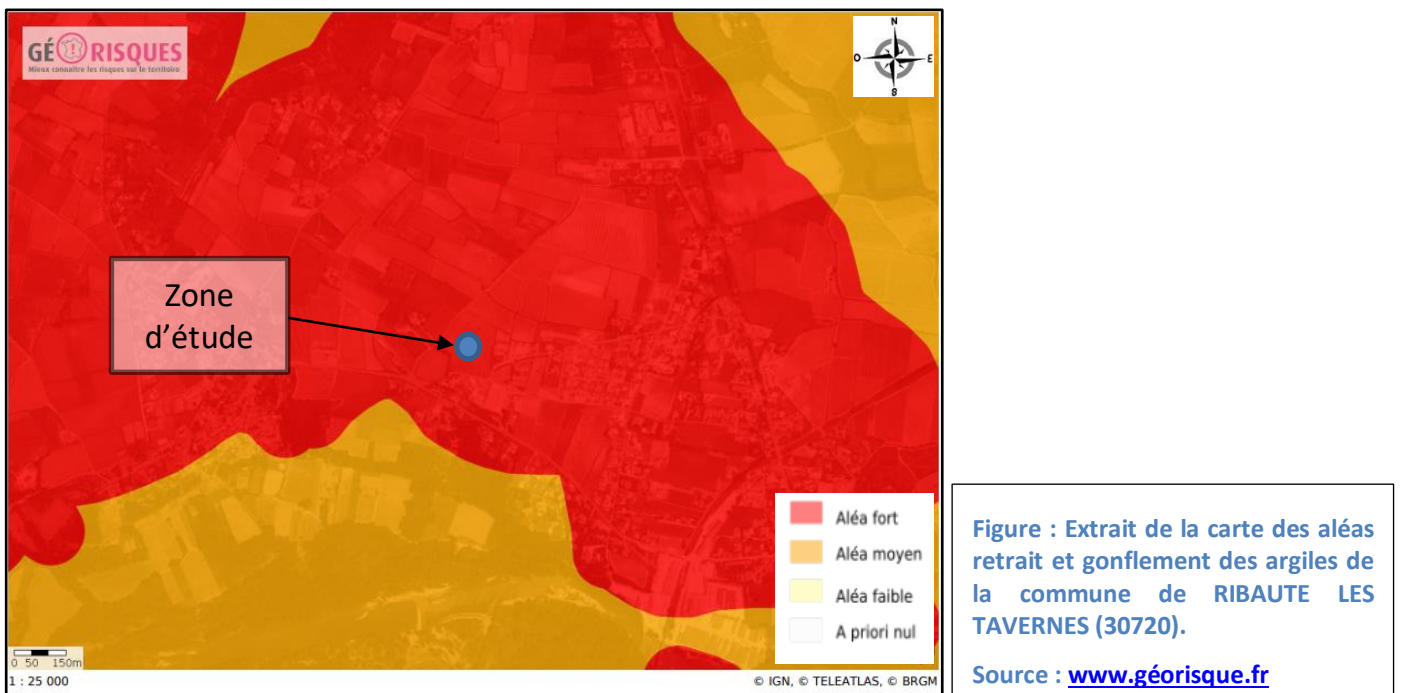 GÉORISQUES
Mieux connaître les risques sur le territoire
N
O
E
S
Zone
d’étude
Aléa fort
Aléa moyen
Aléa faible
A priori nul
0 50 150m
1 : 25 000
© IGN, © TELEATLAS, © BRGM
Figure : Extrait de la carte des aléas
retrait et gonflement des argiles de
la commune de RIBAUTE LES
TAVERNES (30720).
Source : www.géorisque.fr